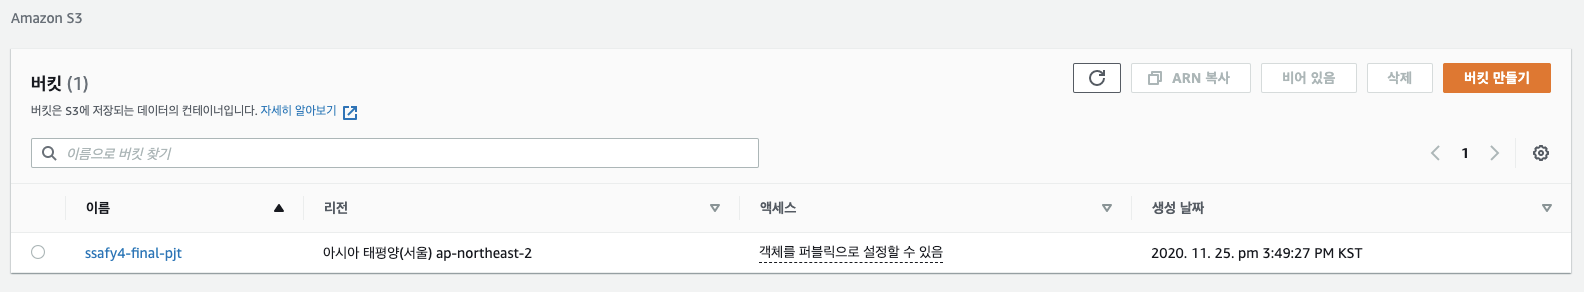 Amazon S3
버킷 (1)
ARN 복사
비어 있음
삭제
버킷 만들기
버킷은 S3에 저장되는 데이터의 컨테이너입니다. 자세히 알아보기
이름으로 버킷 찾기
1
이름 리전 액세스 생성 날짜
ssafy4-final-pjt 아시아 태평양(서울) ap-northeast-2 객체를 퍼블릭으로 설정할 수 있음 2020. 11. 25. pm 3:49:27 PM KST